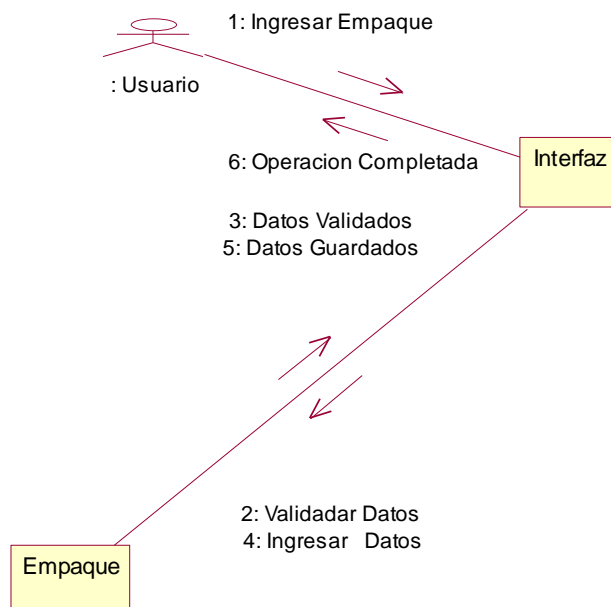 1: Ingresar Empaque
: Usuario
Interfaz
6: Operacion Completada
3: Datos Validados
5: Datos Guardados
2: Validadar Datos
4: Ingresar Datos
Empaque